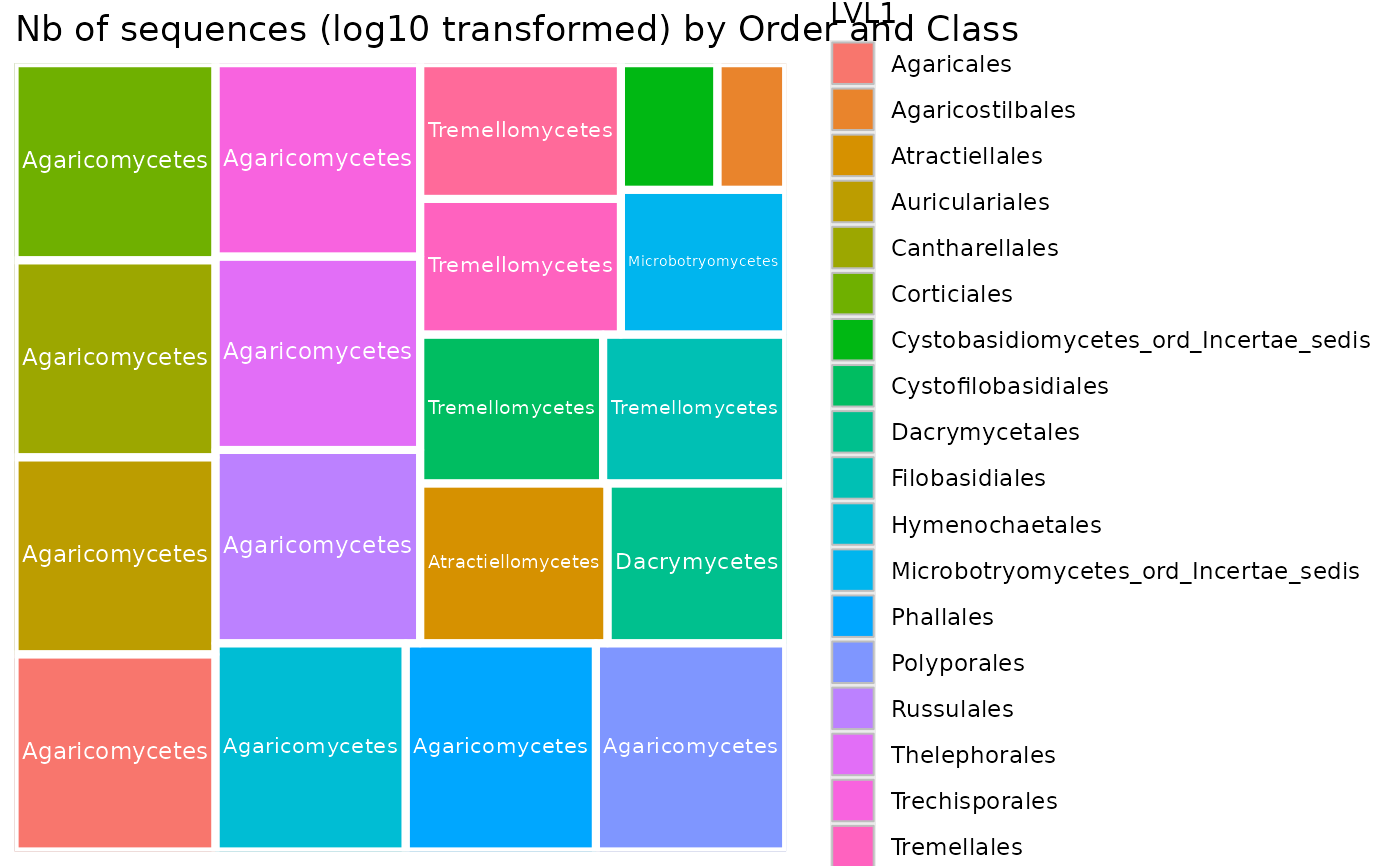 Nb of sequences (log10 transformed) by Order and Class
Agaricomycetes
Agaricomycetes
Tremellomycetes
Tremellomycetes
Microbotryomycetes
Agaricomycetes
Agaricomycetes
Tremellomycetes
Tremellomycetes
Agaricomycetes
Agaricomycetes
Atractiellomycetes
Dacrymycetes
Agaricomycetes
Agaricomycetes
Agaricomycetes
Agaricomycetes
LVL1
Agaricales
Agaricostilbales
Atractiellales
Auriculariales
Cantharellales
Corticiales
Cystobasidiomycetes_ord_Incertae_sedis
Cystofilobasidiales
Dacrymycetales
Filobasidiales
Hymenochaetales
Microbotryomycetes_ord_Incertae_sedis
Phallales
Polyporales
Russulales
Thelephorales
Trechisporales
Tremellales